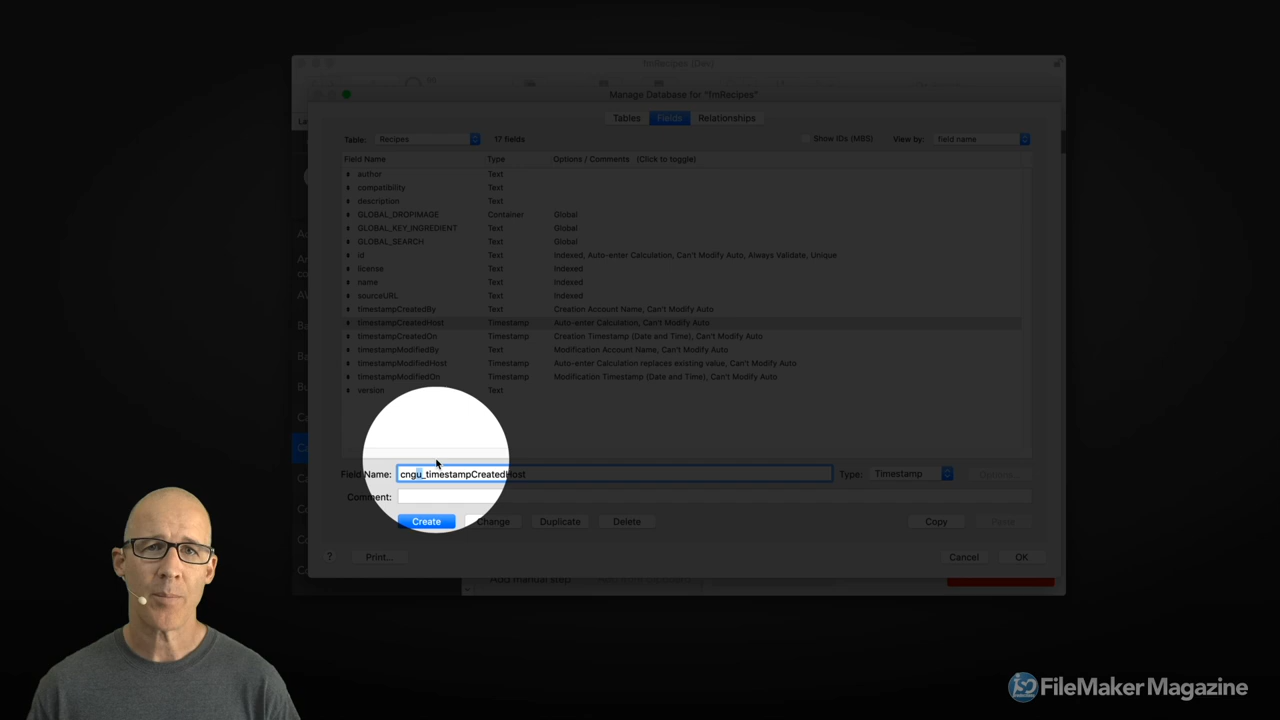 fmRecipes (Dev)
Manage Database for "fmRecipes"
Tables Fields Relationships
Table: Recipes 17 fields Show IDs (MBS) View by: field name
Field Name Type Options / Comments (Click to toggle)
author Text
compatibility Text
description Text
GLOBAL_DROPIMAGE Container Global
GLOBAL_KEY_INGREDIENT Text Global
GLOBAL_SEARCH Text Global
id Text Indexed, Auto-enter Calculation, Can't Modify Auto, Always Validate, Unique
license Text Indexed
name Text Indexed
sourceURL Text Indexed
timestampCreatedBy Text Creation Account Name, Can't Modify Auto
timestampCreatedHost Timestamp Auto-enter Calculation, Can't Modify Auto
timestampCreatedOn Timestamp Creation Timestamp (Date and Time), Can't Modify Auto
timestampModifiedBy Text Modification Account Name, Can't Modify Auto
timestampModifiedHost Timestamp Auto-enter Calculation replaces existing value, Can't Modify Auto
timestampModifiedOn Timestamp Modification Timestamp (Date and Time), Can't Modify Auto
version Text
Field Name: cngu_timestampCreatedHost Type: Timestamp Options...
Comment:
Create Change Duplicate Delete Copy Paste
? Print... Cancel OK
Add manual step
FileMaker Magazine